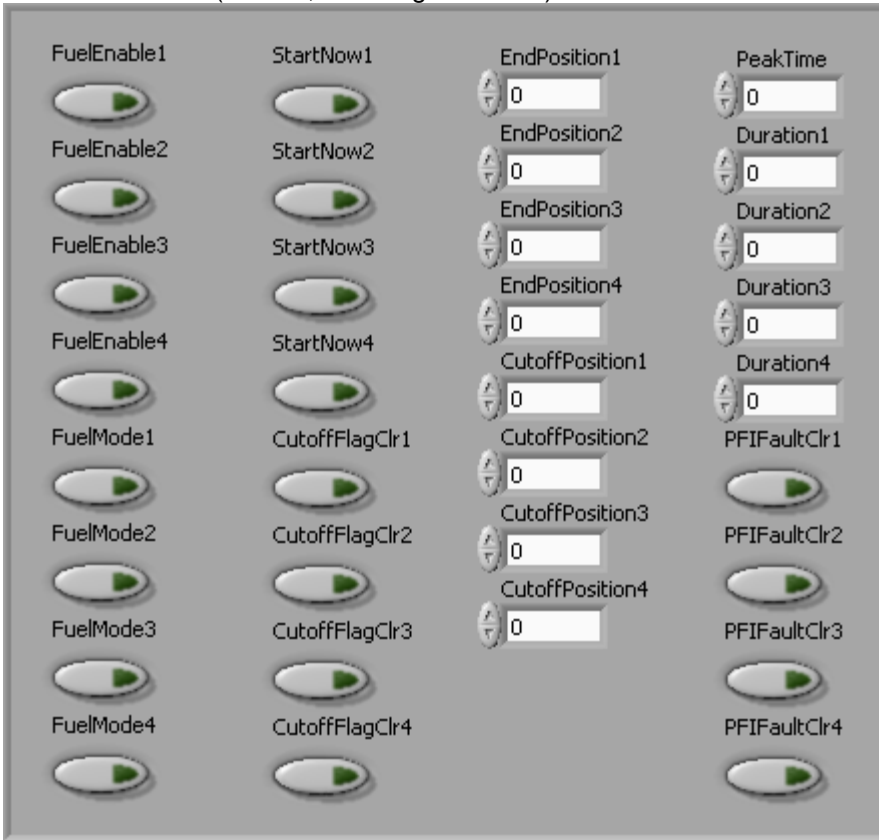 FuelEnable1
FuelEnable2
FuelEnable3
FuelEnable4
FuelMode1
FuelMode2
FuelMode3
FuelMode4
StartNow1
StartNow2
StartNow3
StartNow4
CutoffFlagClr1
CutoffFlagClr2
CutoffFlagClr3
CutoffFlagClr4
EndPosition1
0
EndPosition2
0
EndPosition3
0
EndPosition4
0
CutoffPosition1
0
CutoffPosition2
0
CutoffPosition3
0
CutoffPosition4
0
PeakTime
0
Duration1
0
Duration2
0
Duration3
0
Duration4
0
PFIFaultClr1
PFIFaultClr2
PFIFaultClr3
PFIFaultClr4